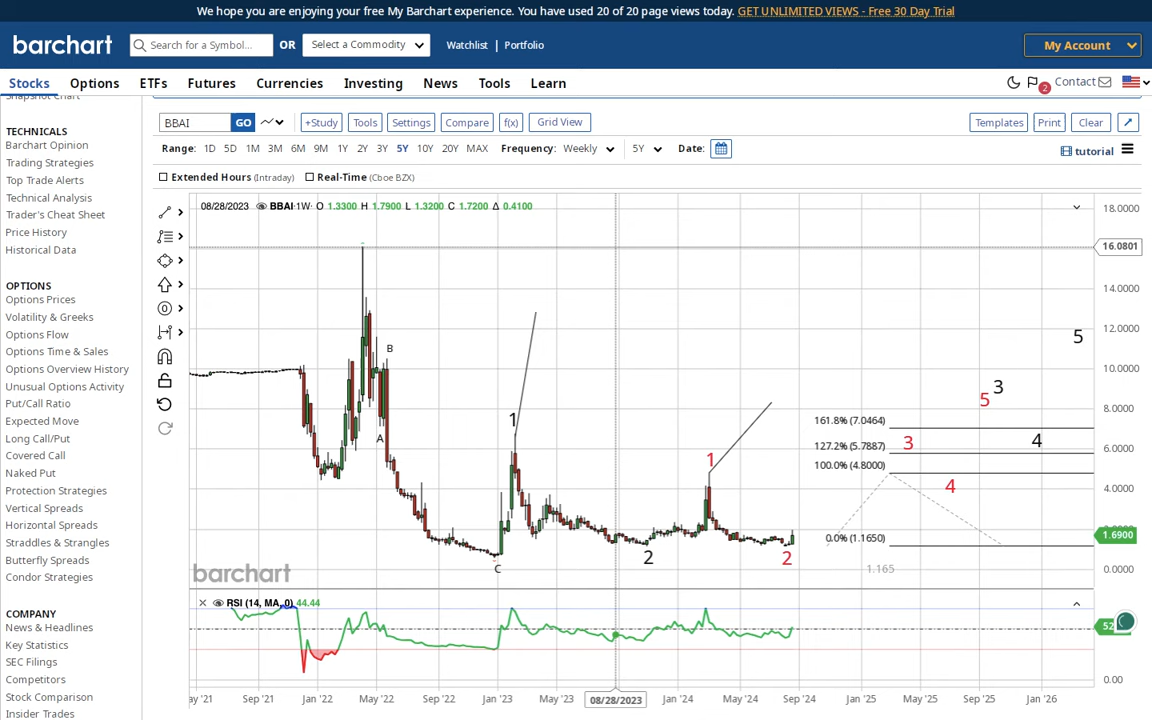 We hope you are enjoying your free My Barchart experience. You have used 20 of 20 page views today. GET UNLIMITED VIEWS - Free 30 Day Trial
barchart Search for a Symbol... OR Select a Commodity Watchlist | Portfolio My Account
Stocks Options ETFs Futures Currencies Investing News Tools Learn 2 Contact
Snapshot Chart
TECHNICALS
Barchart Opinion
Trading Strategies
Top Trade Alerts
Technical Analysis
Trader's Cheat Sheet
Price History
Historical Data
OPTIONS
Options Prices
Volatility & Greeks
Options Flow
Options Time & Sales
Options Overview History
Unusual Options Activity
Put/Call Ratio
Expected Move
Long Call/Put
Covered Call
Naked Put
Protection Strategies
Vertical Spreads
Horizontal Spreads
Straddles & Strangles
Butterfly Spreads
Condor Strategies
COMPANY
News & Headlines
Key Statistics
SEC Filings
Competitors
Stock Comparison
Insider Trades
BBAI GO +Study Tools Settings Compare f(x) Grid View Templates Print Clear
Range: 1D 5D 1M 3M 6M 9M 1Y 2Y 3Y 5Y 10Y 20Y MAX Frequency: Weekly 5Y Date: tutorial
Extended Hours (Intraday) Real-Time (Cboe BZX)
08/28/2023 BBAI·1W· O 1.3300 H 1.7900 L 1.3200 C 1.7200 Δ 0.4100
18.0000
16.0801
14.0000
12.0000
10.0000
8.0000
6.0000
4.0000
1.6900
0.0000
A
B
C
1
2
1
2
3
4
5
3
4
5
161.8% (7.0464)
127.2% (5.7887)
100.0% (4.8000)
0.0% (1.1650)
1.165
barchart
RSI (14, MA, 0) 44.44
52
0.00
ay '21 Sep '21 Jan '22 May '22 Sep '22 Jan '23 May '23 08/28/2023 Jan '24 May '24 Sep '24 Jan '25 May '25 Sep '25 Jan '26